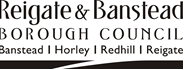 Reigate & Banstead
BOROUGH COUNCIL
Banstead I Horley I Redhill I Reigate